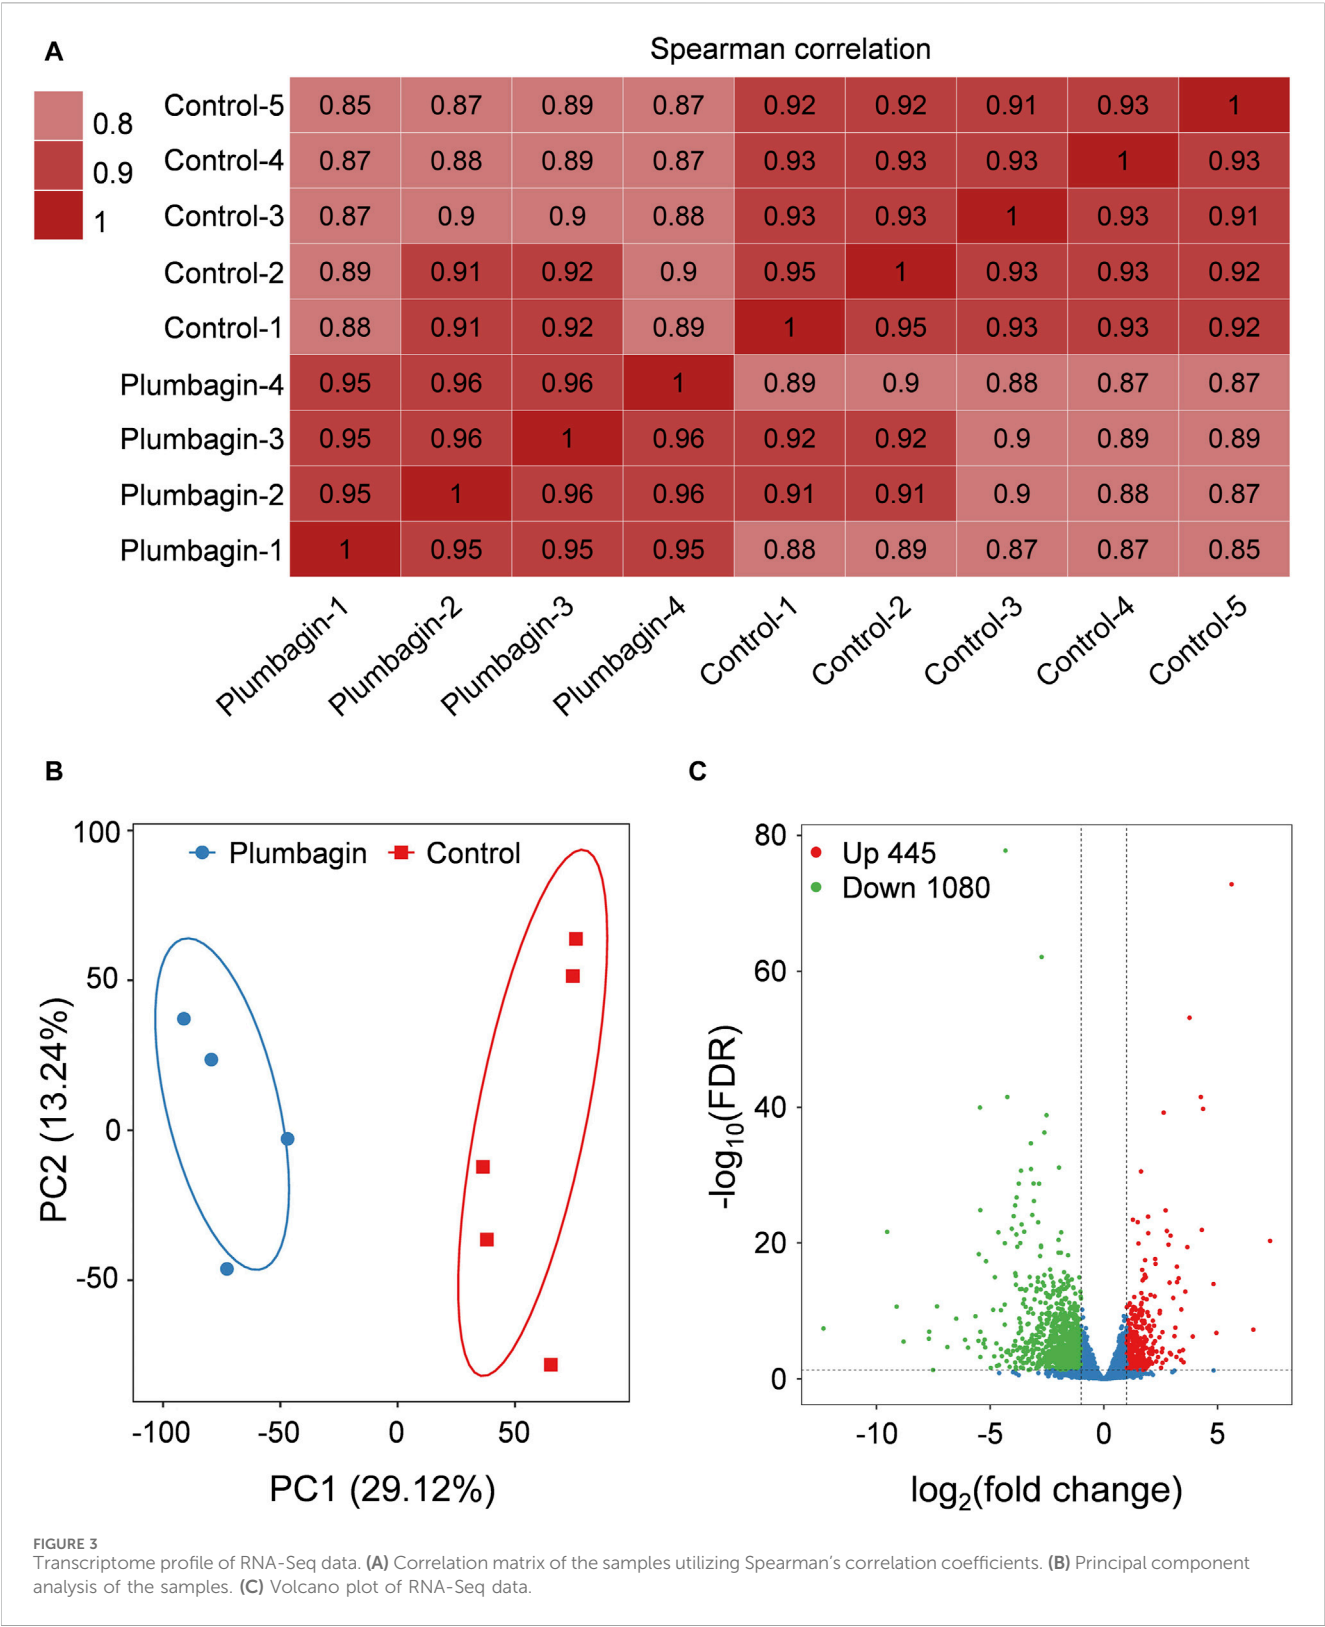 A
Spearman correlation
0.8
0.9
1
Control-5 0.85 0.87 0.89 0.87 0.92 0.92 0.91 0.93 1
Control-4 0.87 0.88 0.89 0.87 0.93 0.93 0.93 1 0.93
Control-3 0.87 0.9 0.9 0.88 0.93 0.93 1 0.93 0.91
Control-2 0.89 0.91 0.92 0.9 0.95 1 0.93 0.93 0.92
Control-1 0.88 0.91 0.92 0.89 1 0.95 0.93 0.93 0.92
Plumbagin-4 0.95 0.96 0.96 1 0.89 0.9 0.88 0.87 0.87
Plumbagin-3 0.95 0.96 1 0.96 0.92 0.92 0.9 0.89 0.89
Plumbagin-2 0.95 1 0.96 0.96 0.91 0.91 0.9 0.88 0.87
Plumbagin-1 1 0.95 0.95 0.95 0.88 0.89 0.87 0.87 0.85
Plumbagin-1 Plumbagin-2 Plumbagin-3 Plumbagin-4 Control-1 Control-2 Control-3 Control-4 Control-5
B
Plumbagin Control
100
50
0
-50
PC2 (13.24%)
-100 -50 0 50
PC1 (29.12%)
C
Up 445
Down 1080
80
60
40
20
0
-log10(FDR)
-10 -5 0 5
log2(fold change)
FIGURE 3
Transcriptome profile of RNA-Seq data. (A) Correlation matrix of the samples utilizing Spearman's correlation coefficients. (B) Principal component
analysis of the samples. (C) Volcano plot of RNA-Seq data.